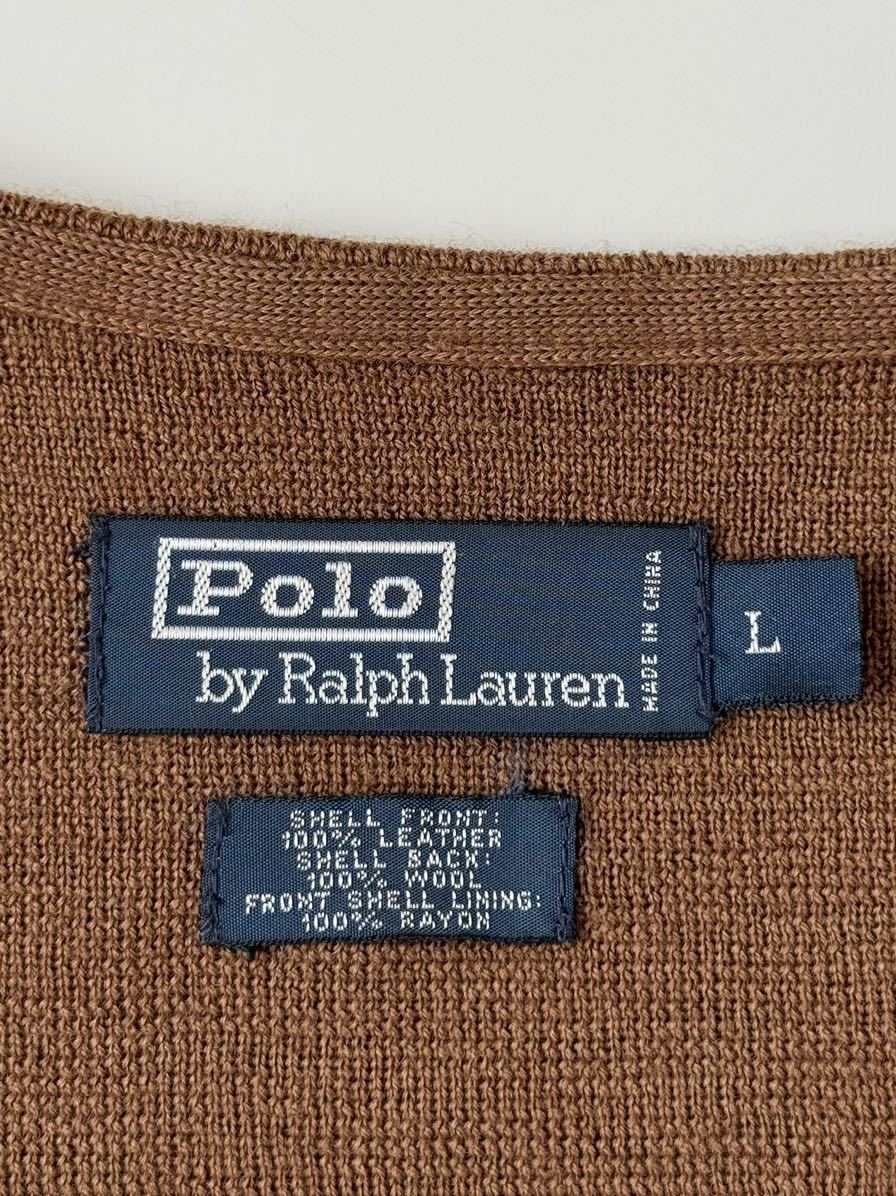 Polo
by Ralph Lauren
MADE IN CHINA
L
SHELL FRONT:
100% LEATHER
SHELL BACK:
100% WOOL
FRONT SHELL LINING:
100% RAYON